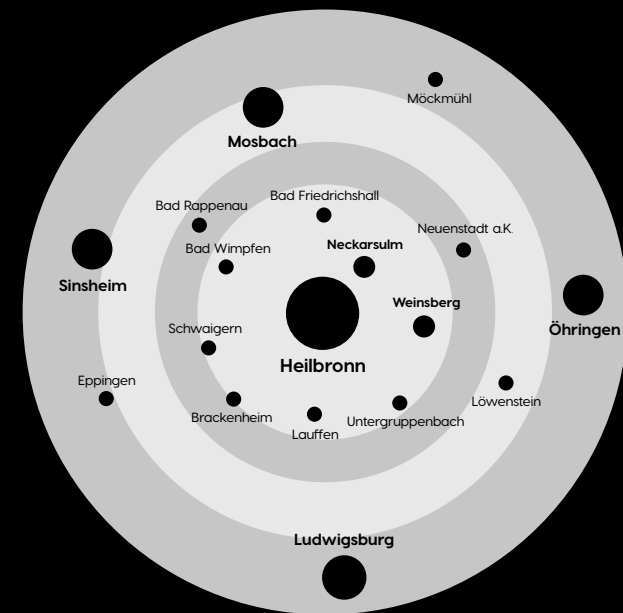 Möckmühl
Mosbach
Bad Friedrichshall
Bad Rappenau
Neuenstadt a.K.
Bad Wimpfen
Neckarsulm
Sinsheim
Weinsberg
Schwaigern
Öhringen
Heilbronn
Eppingen
Löwenstein
Brackenheim
Untergruppenbach
Lauffen
Ludwigsburg